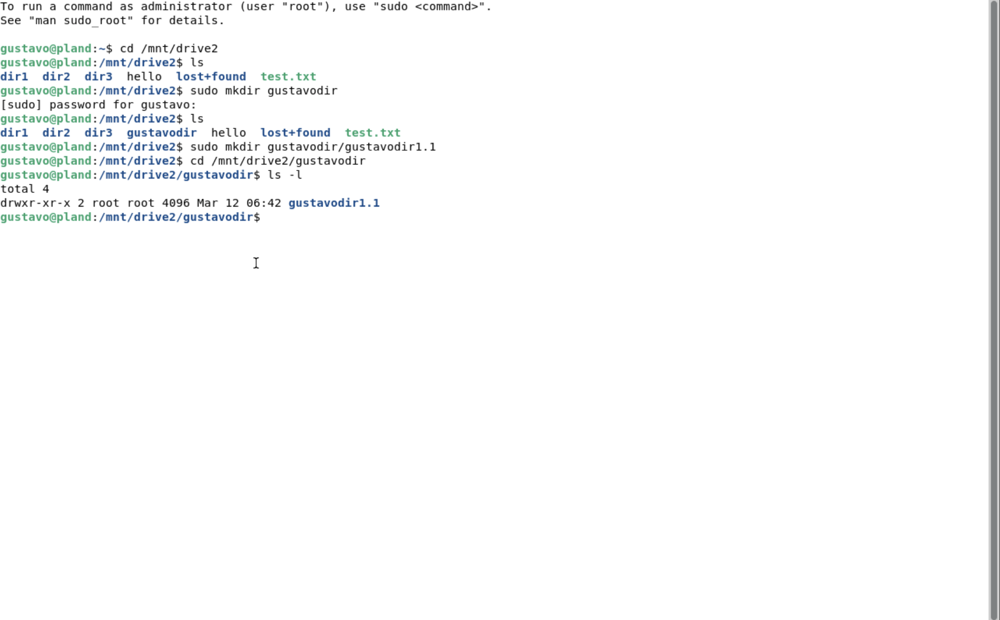 To run a command as administrator (user "root"), use "sudo <command>".
See "man sudo_root" for details.

gustavo@pland:~$ cd /mnt/drive2
gustavo@pland:/mnt/drive2$ ls
dir1  dir2  dir3  hello  lost+found  test.txt
gustavo@pland:/mnt/drive2$ sudo mkdir gustavodir
[sudo] password for gustavo:
gustavo@pland:/mnt/drive2$ ls
dir1  dir2  dir3  gustavodir  hello  lost+found  test.txt
gustavo@pland:/mnt/drive2$ sudo mkdir gustavodir/gustavodir1.1
gustavo@pland:/mnt/drive2$ cd /mnt/drive2/gustavodir
gustavo@pland:/mnt/drive2/gustavodir$ ls -l
total 4
drwxr-xr-x 2 root root 4096 Mar 12 06:42 gustavodir1.1
gustavo@pland:/mnt/drive2/gustavodir$